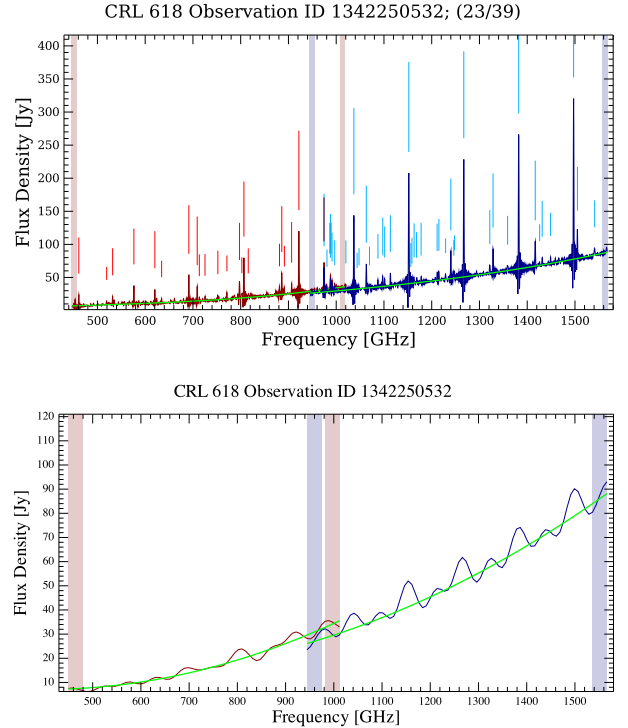 CRL 618 Observation ID 1342250532; (23/39)
400
350
300
250
200
150
100
50
Flux Density [Jy]
500 600 700 800 900 1000 1100 1200 1300 1400 1500
Frequency [GHz]
CRL 618 Observation ID 1342250532
120
110
100
90
80
70
60
50
40
30
20
10
Flux Density [Jy]
500 600 700 800 900 1000 1100 1200 1300 1400 1500
Frequency [GHz]